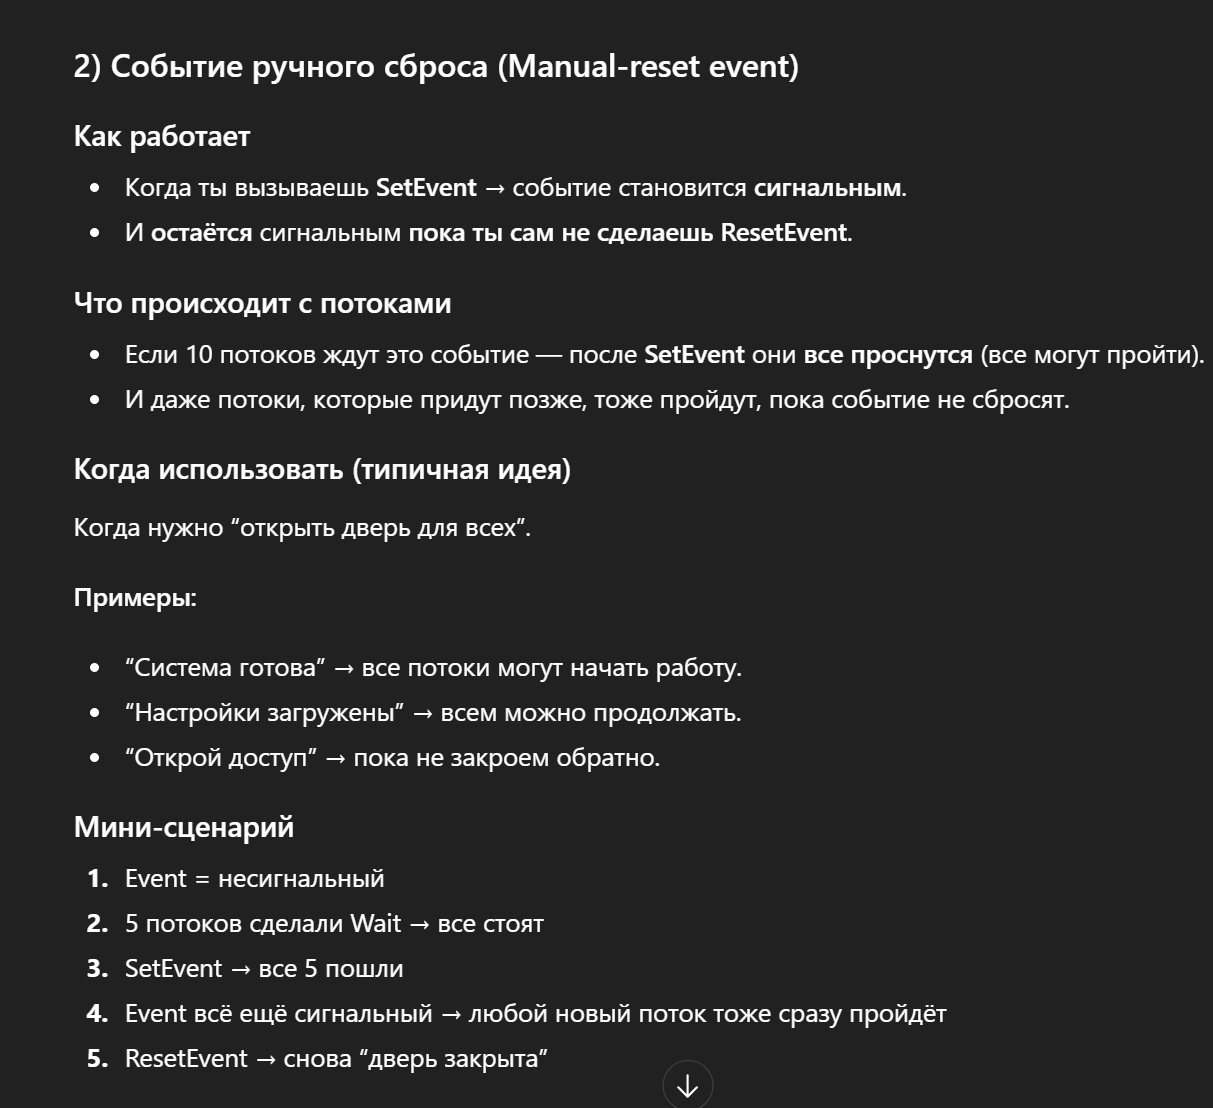 2) Событие ручного сброса (Manual-reset event)
Как работает
• Когда ты вызываешь SetEvent → событие становится сигнальным.
• И остаётся сигнальным пока ты сам не сделаешь ResetEvent.
Что происходит с потоками
• Если 10 потоков ждут это событие — после SetEvent они все проснутся (все могут пройти).
• И даже потоки, которые придут позже, тоже пройдут, пока событие не сбросят.
Когда использовать (типичная идея)
Когда нужно “открыть дверь для всех”.
Примеры:
• “Система готова” → все потоки могут начать работу.
• “Настройки загружены” → всем можно продолжать.
• “Открой доступ” → пока не закроем обратно.
Мини-сценарий
1. Event = несигнальный
2. 5 потоков сделали Wait → все стоят
3. SetEvent → все 5 пошли
4. Event всё ещё сигнальный → любой новый поток тоже сразу пройдёт
5. ResetEvent → снова “дверь закрыта”